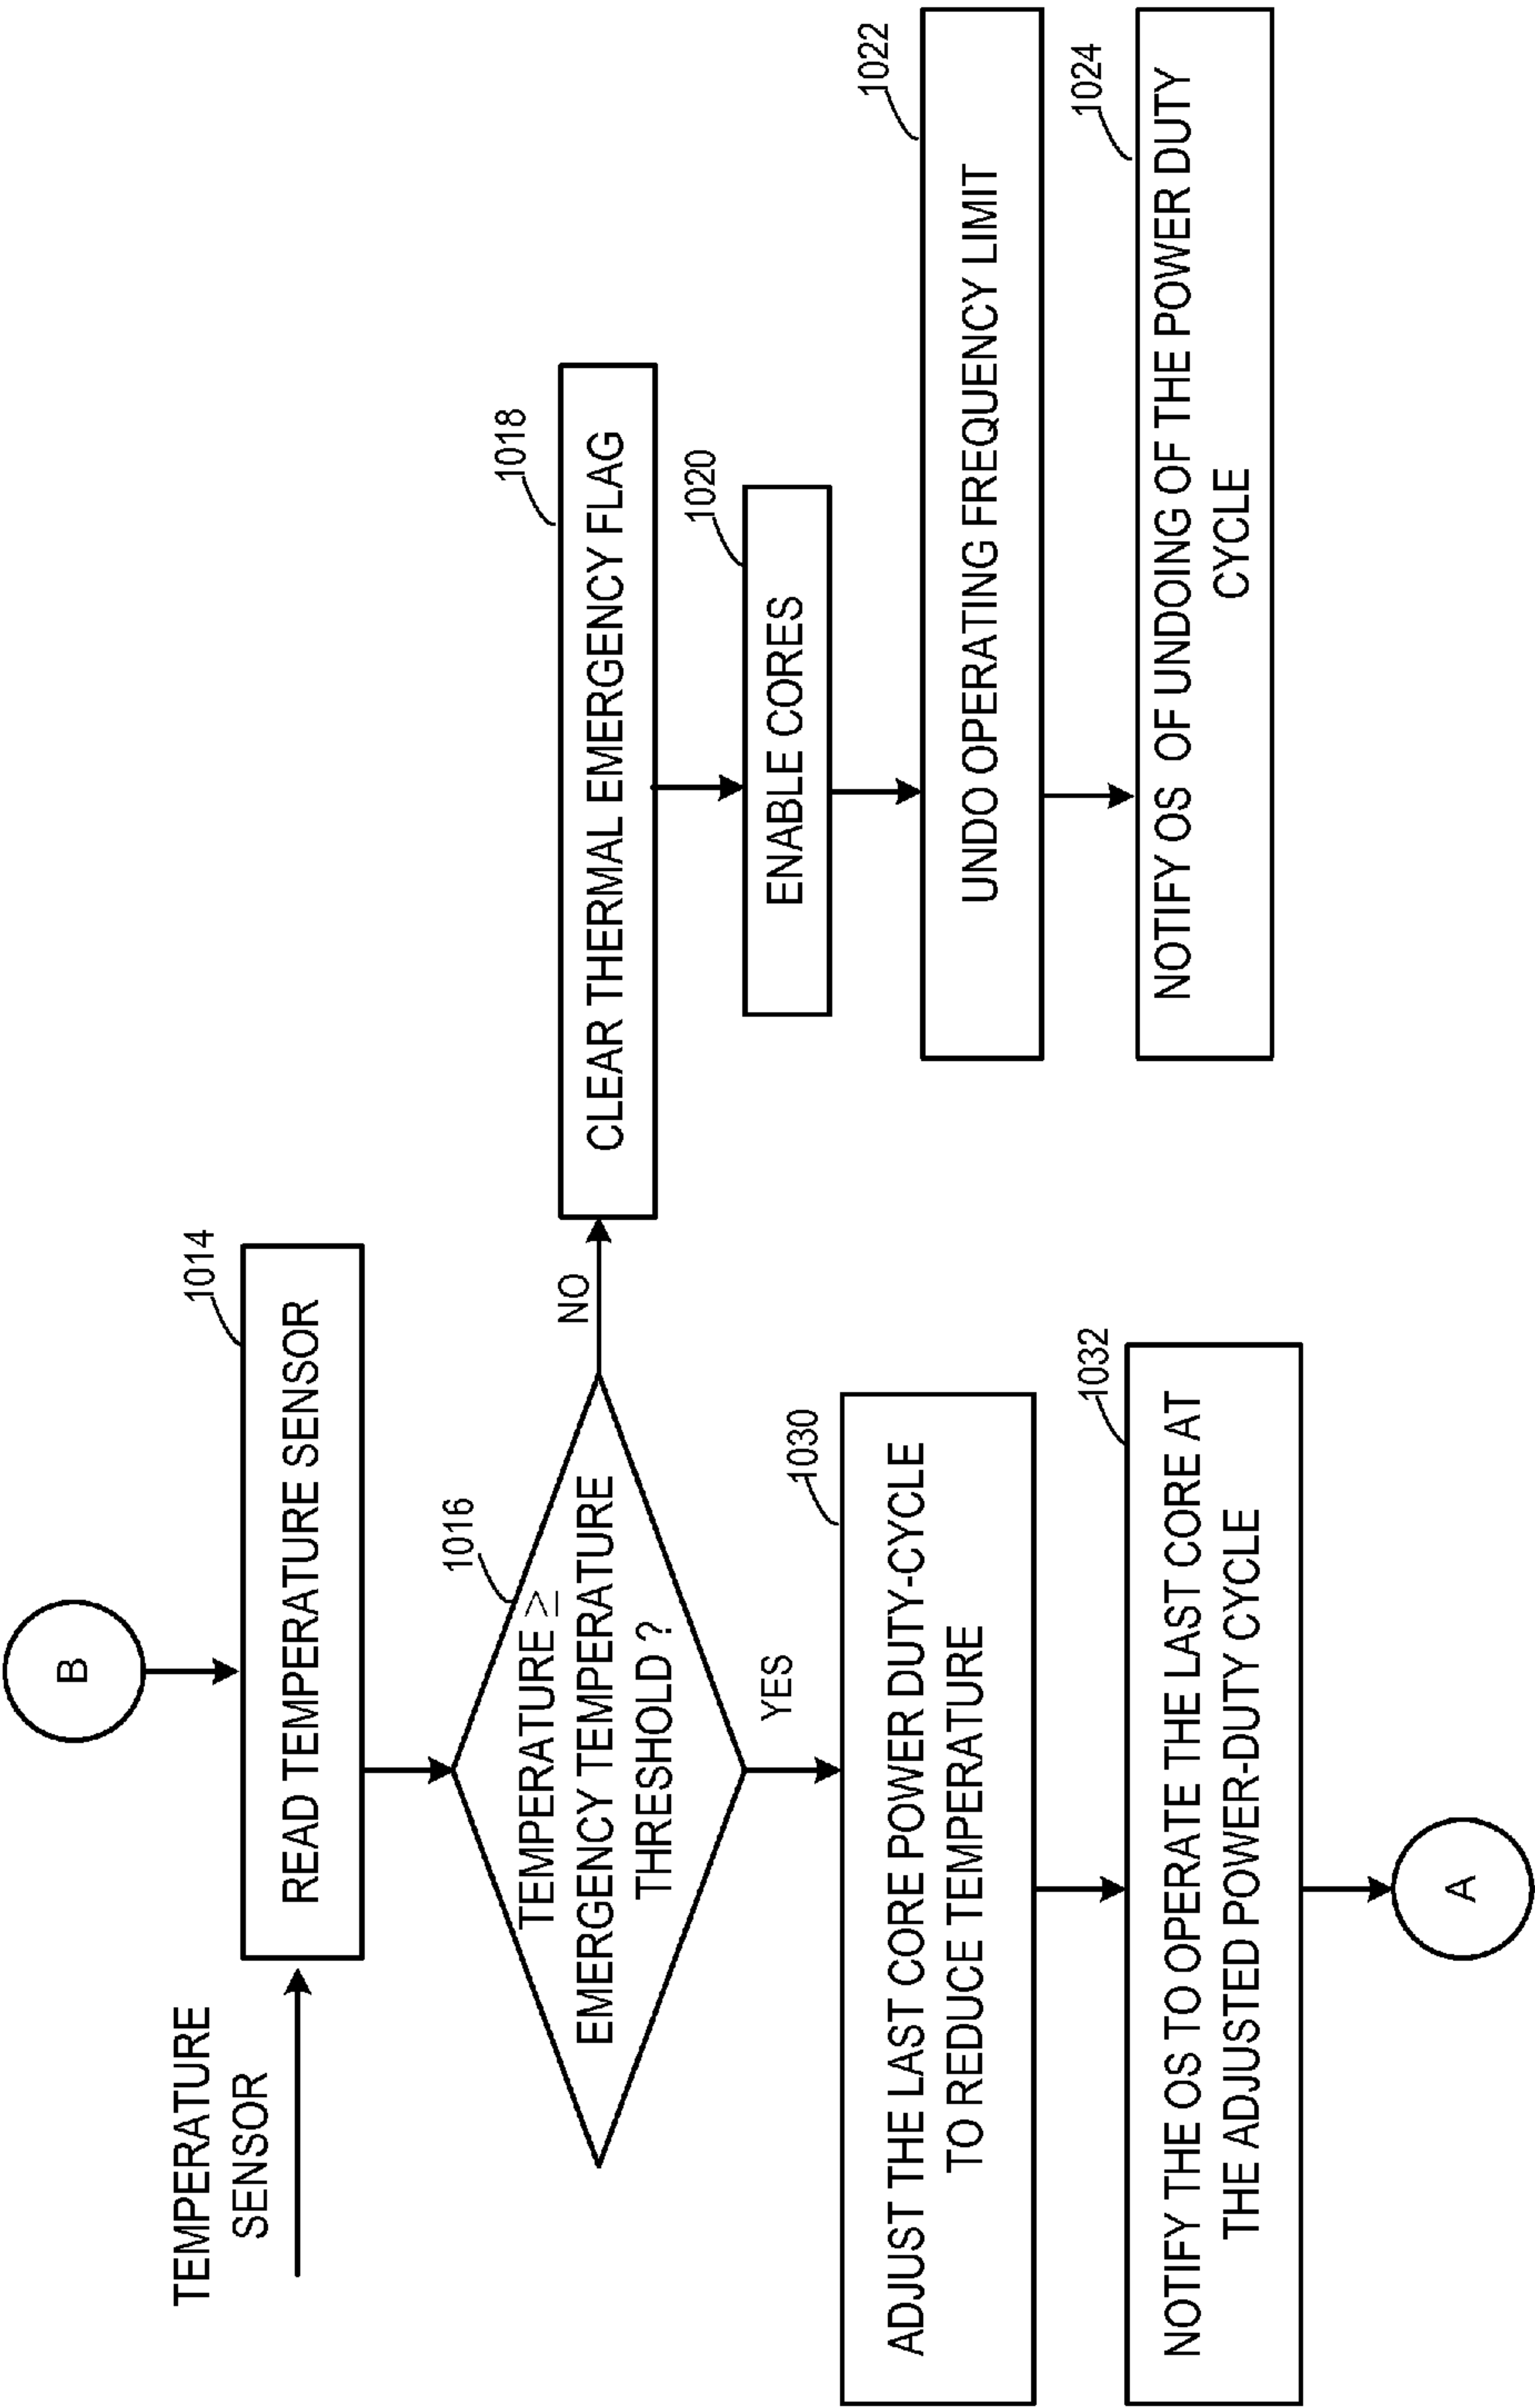 B
TEMPERATURE
SENSOR
1014
READ TEMPERATURE SENSOR
1016
TEMPERATURE ≥
EMERGENCY TEMPERATURE
THRESHOLD ?
NO
YES
1018
CLEAR THERMAL EMERGENCY FLAG
1020
ENABLE CORES
1022
UNDO OPERATING FREQUENCY LIMIT
1024
NOTIFY OS OF UNDOING OF THE POWER DUTY
CYCLE
1030
ADJUST THE LAST CORE POWER DUTY-CYCLE
TO REDUCE TEMPERATURE
1032
NOTIFY THE OS TO OPERATE THE LAST CORE AT
THE ADJUSTED POWER-DUTY CYCLE
A